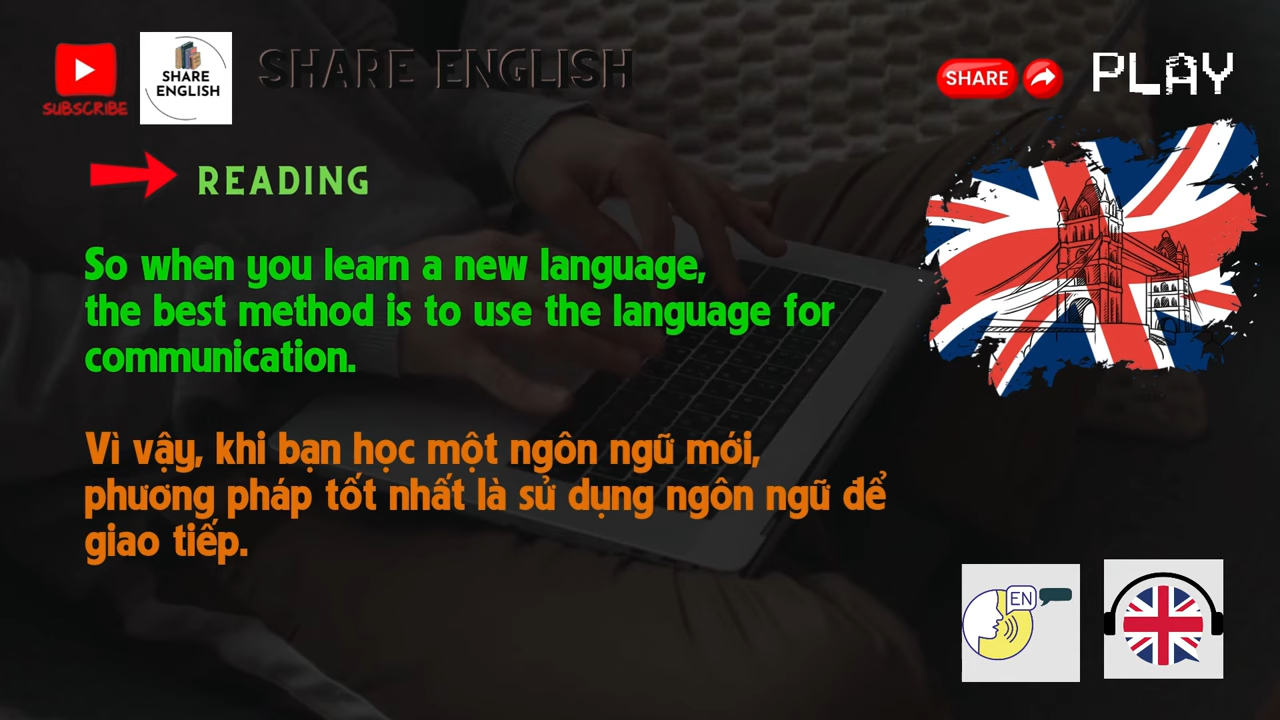 SUBSCRIBE
SHARE
ENGLISH
SHARE ENGLISH
SHARE
PLAY
READING
So when you learn a new language,
the best method is to use the language for
communication.
Vì vậy, khi bạn học một ngôn ngữ mới,
phương pháp tốt nhất là sử dụng ngôn ngữ để
giao tiếp.
EN